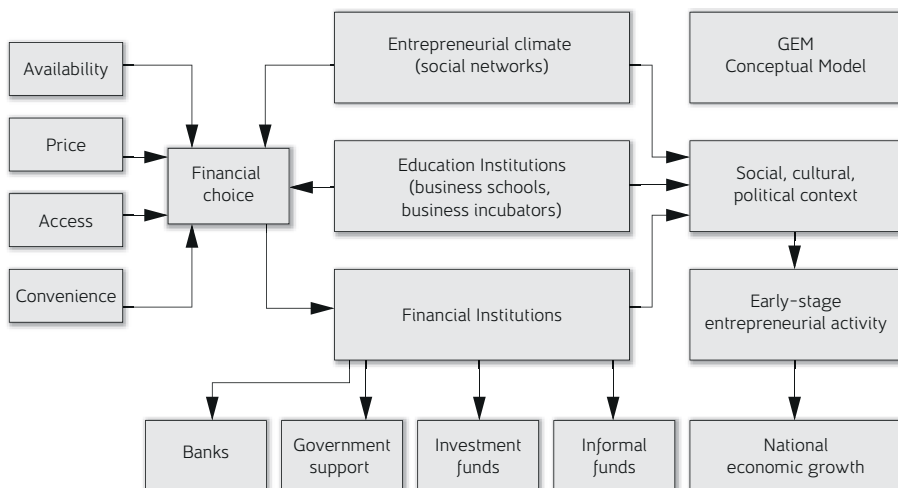 Entrepreneurial climate
(social networks)
GEM
Conceptual Model
Availability
Price
Financial
choice
Education Institutions
(business schools,
business incubators)
Social, cultural,
political context
Access
Convenience
Financial Institutions
Early-stage
entrepreneurial activity
Banks
Government
support
Investment
funds
Informal
funds
National
economic growth